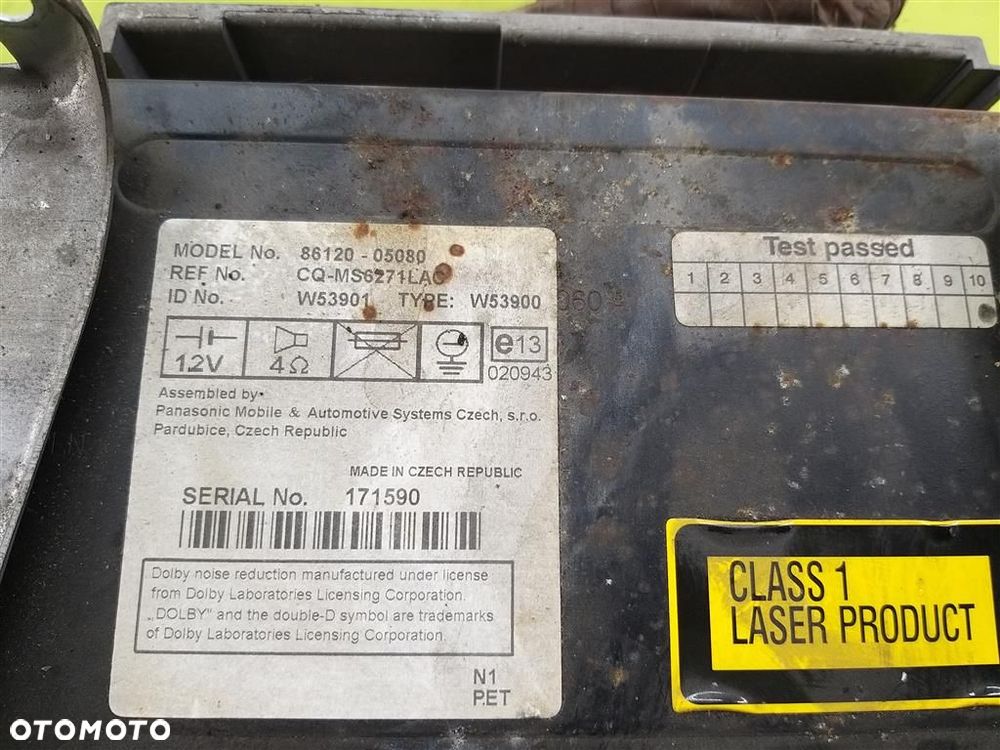 MODEL No. 86120 - 05080
REF No. CQ-MS6271LAC
ID No. W53901 TYPE: W53900
060
12V 4Ω e13
020943
Assembled by:
Panasonic Mobile & Automotive Systems Czech, s.r.o.
Pardubice, Czech Republic
MADE IN CZECH REPUBLIC
SERIAL No. 171590
Dolby noise reduction manufactured under license
from Dolby Laboratories Licensing Corporation.
„DOLBY" and the double-D symbol are trademarks
of Dolby Laboratories Licensing Corporation.
N1
PET
Test passed
1 2 3 4 5 6 7 8 9 10
CLASS 1
LASER PRODUCT
OTOMOTO